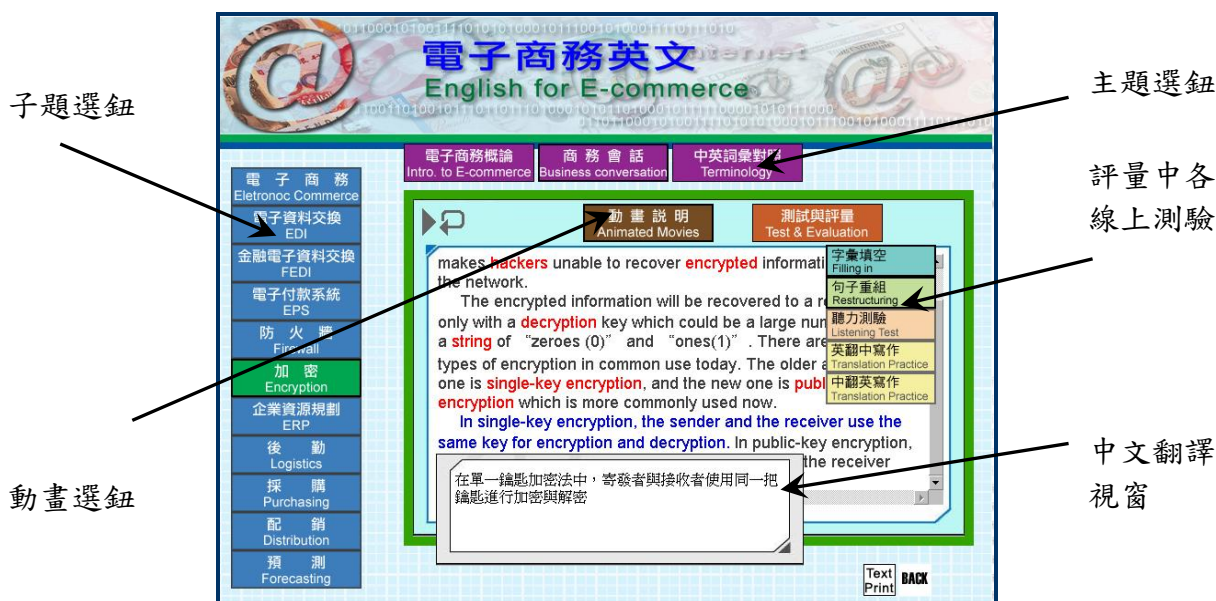 電子商務英文
English for E-commerce
子題選鈕
主題選鈕
評量中各
線上測驗
動畫選鈕
中文翻譯
視窗
電子商務概論
Intro. to E-commerce
商務會話
Business conversation
中英詞彙對照
Terminology
電子商務
Eletronoc Commerce
電子資料交換
EDI
金融電子資料交換
FEDI
電子付款系統
EPS
防火牆
Firewall
加密
Encryption
企業資源規劃
ERP
後勤
Logistics
採購
Purchasing
配銷
Distribution
預測
Forecasting
動畫說明
Animated Movies
測試與評量
Test & Evaluation
字彙填空
Filling in
句子重組
Restructuring
聽力測驗
Listening Test
英翻中寫作
Translation Practice
中翻英寫作
Translation Practice
makes hackers unable to recover encrypted
the network.
The encrypted information will be recovered to a
only with a decryption key which could be a large
a string of “zeroes (0)” and “ones(1)”. There are
types of encryption in common use today. The older
one is single-key encryption, and the new one is
encryption which is more commonly used now.
In single-key encryption, the sender and the receiver use the
same key for encryption and decryption. In public-key encryption,
the receiver
在單一鑰匙加密法中，寄發者與接收者使用同一把
鑰匙進行加密與解密
Text
Print
BACK